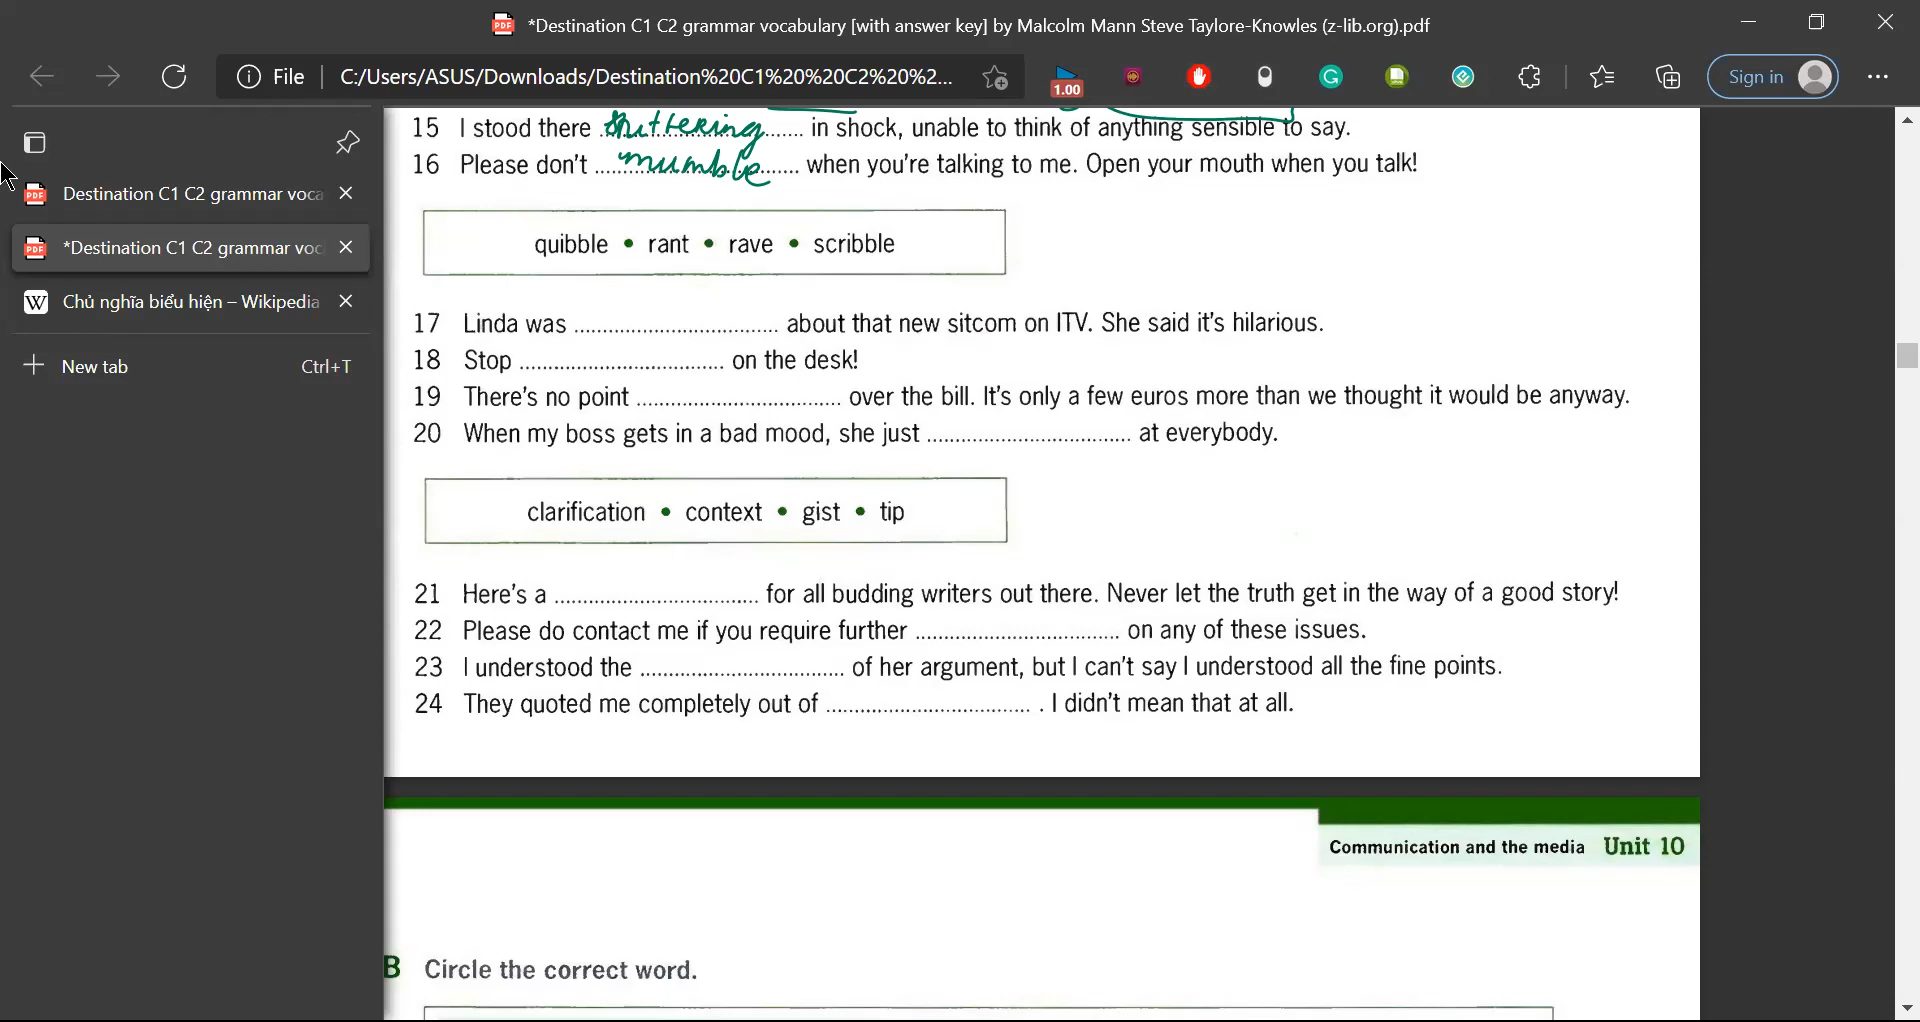 *Destination C1 C2 grammar vocabulary [with answer key] by Malcolm Mann Steve Taylore-Knowles (z-lib.org).pdf
File C:/Users/ASUS/Downloads/Destination%20C1%20%20C2%20%2... 1.00 Sign in
Destination C1 C2 grammar voca
*Destination C1 C2 grammar voc
Chủ nghĩa biểu hiện – Wikipedia
New tab Ctrl+T
15 I stood there ..stuttering...... in shock, unable to think of anything sensible to say.
16 Please don't ...mumble...... when you're talking to me. Open your mouth when you talk!
quibble • rant • rave • scribble
17 Linda was .................................... about that new sitcom on ITV. She said it's hilarious.
18 Stop .................................... on the desk!
19 There's no point .................................... over the bill. It's only a few euros more than we thought it would be anyway.
20 When my boss gets in a bad mood, she just .................................... at everybody.
clarification • context • gist • tip
21 Here's a .................................... for all budding writers out there. Never let the truth get in the way of a good story!
22 Please do contact me if you require further .................................... on any of these issues.
23 I understood the .................................... of her argument, but I can't say I understood all the fine points.
24 They quoted me completely out of .................................... . I didn't mean that at all.
Communication and the media Unit 10
B Circle the correct word.